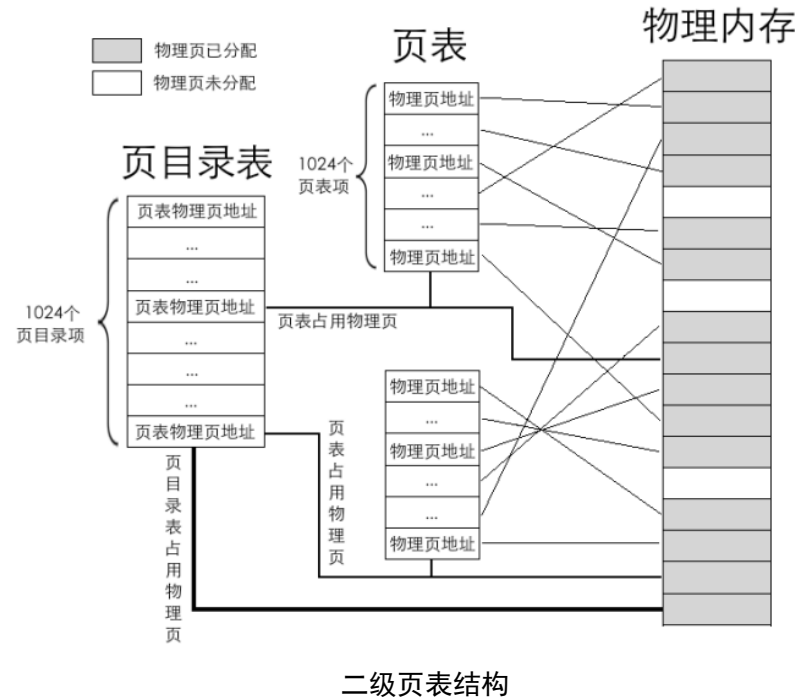 物理页已分配
物理页未分配
页目录表
页表
物理内存
1024个
页目录项
页表物理页地址
...
...
页表物理页地址
...
...
...
页表物理页地址
1024个
页表项
物理页地址
...
物理页地址
...
...
物理页地址
页表占用物理页
物理页地址
...
物理页地址
...
...
物理页地址
页表占用物理页
页目录表占用物理页
二级页表结构